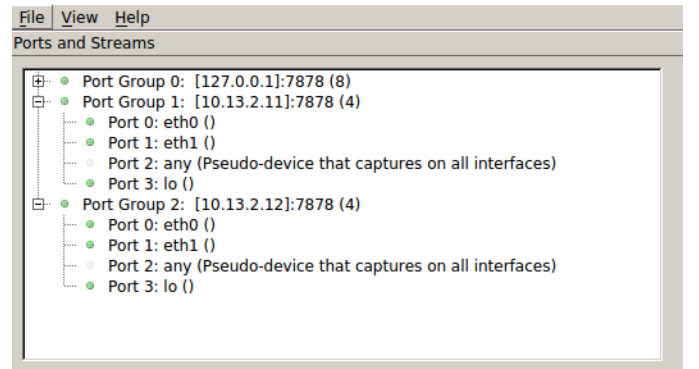 File View Help
Ports and Streams
Port Group 0: [127.0.0.1]:7878 (8)
Port Group 1: [10.13.2.11]:7878 (4)
Port 0: eth0 ()
Port 1: eth1 ()
Port 2: any (Pseudo-device that captures on all interfaces)
Port 3: lo ()
Port Group 2: [10.13.2.12]:7878 (4)
Port 0: eth0 ()
Port 1: eth1 ()
Port 2: any (Pseudo-device that captures on all interfaces)
Port 3: lo ()